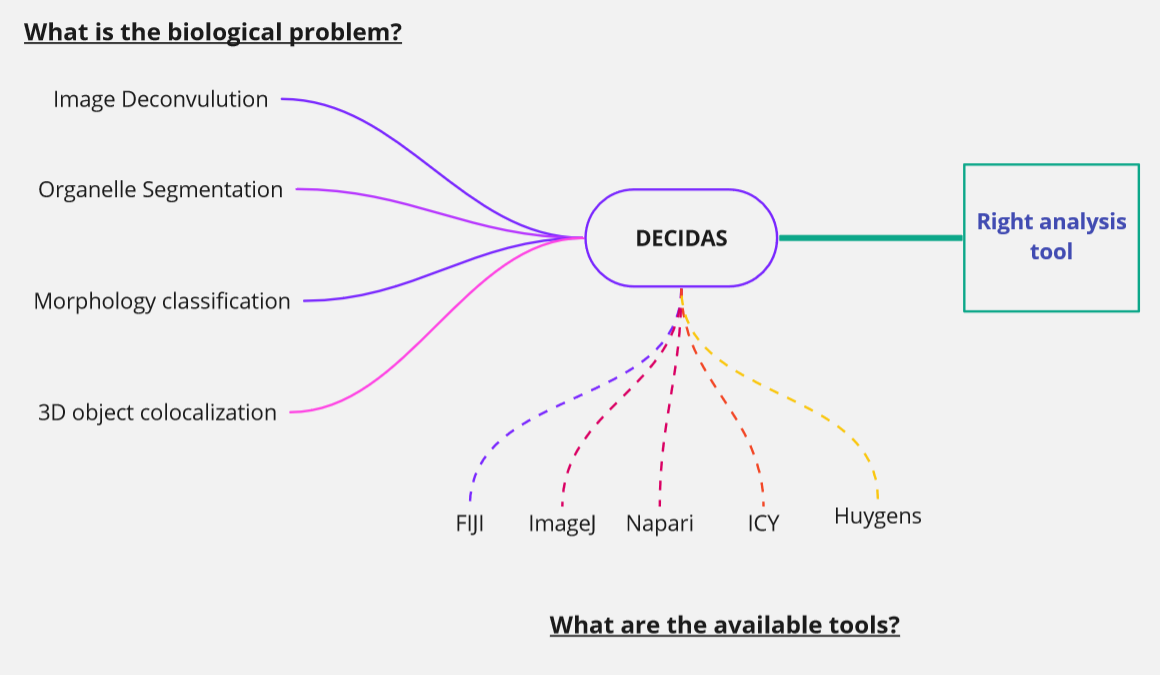 What is the biological problem?
Image Deconvulution
Organelle Segmentation
Morphology classification
3D object colocalization
DECIDAS
Right analysis
tool
FIJI
ImageJ
Napari
ICY
Huygens
What are the available tools?